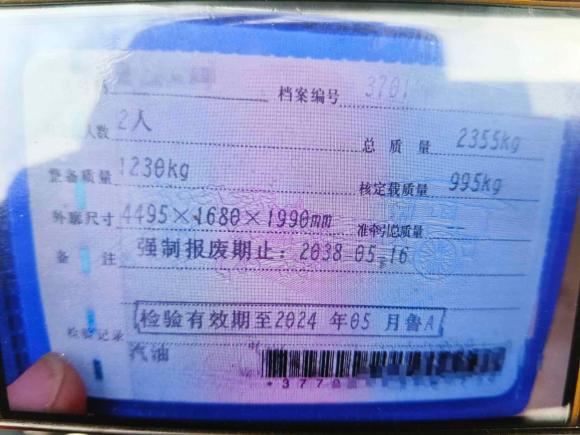 档案编号 370
人数 2人
总质量 2355kg
整备质量 1230kg
核定载质量 995kg
外廓尺寸 4495×1680×1990mm
准牵引总质量 --
备注 强制报废期止：2038-05-16
检验有效期至2024年05月鲁A
检验记录
汽油
*3770